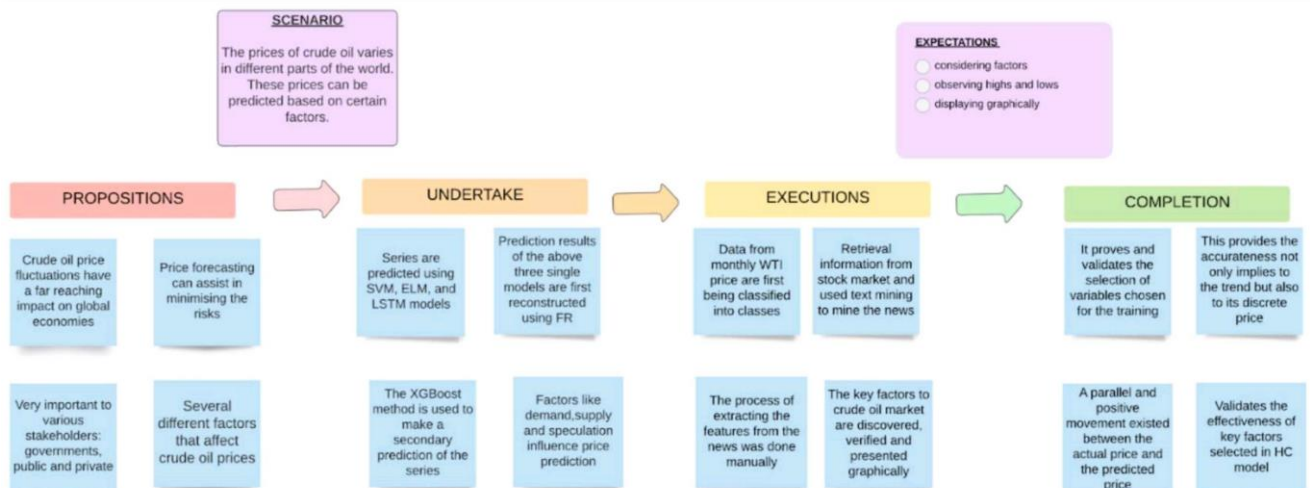 SCENARIO
The prices of crude oil varies
in different parts of the world.
These prices can be
predicted based on certain
factors.
EXPECTATIONS
considering factors
observing highs and lows
displaying graphically
PROPOSITIONS
Crude oil price
fluctuations have
a far reaching
impact on global
economies
Price forecasting
can assist in
minimising the
risks
Very important to
various
stakeholders:
governments,
public and private
Several
different factors
that affect
crude oil prices
UNDERTAKE
Series are
predicted using
SVM, ELM, and
LSTM models
Prediction results
of the above
three single
models are first
reconstructed
using FR
The XGBoost
method is used to
make a
secondary
prediction of the
series
Factors like
demand,supply
and speculation
influence price
prediction
EXECUTIONS
Data from
monthly WTI
price are first
being classified
into classes
Retrieval
information from
stock market and
used text mining
to mine the news
The process of
extracting the
features from the
news was done
manually
The key factors to
crude oil market
are discovered,
verified and
presented
graphically
COMPLETION
It proves and
validates the
selection of
variables chosen
for the training
This provides the
accurateness not
only implies to
the trend but also
to its discrete
price
A parallel and
positive
movement existed
between the
actual price and
the predicted
price
Validates the
effectiveness of
key factors
selected in HC
model